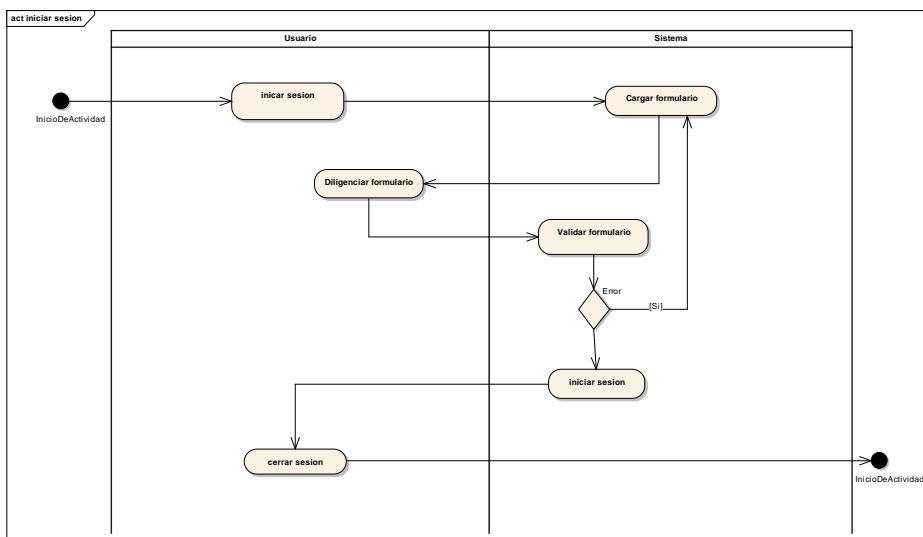 act iniciar sesion
Usuario
Sistema
inicar sesion
Cargar formulario
InicioDeActividad
Diligenciar formulario
Validar formulario
Error
[Si]
iniciar sesion
cerrar sesion
InicioDeActividad